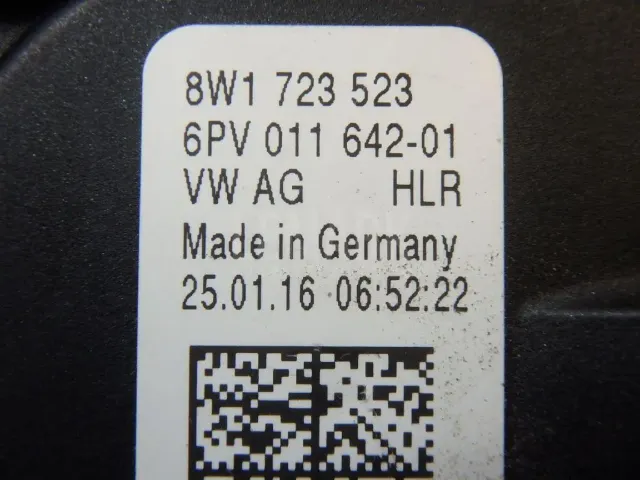 8W1 723 523
6PV 011 642-01
VW AG HLR
Made in Germany
25.01.16 06:52:22